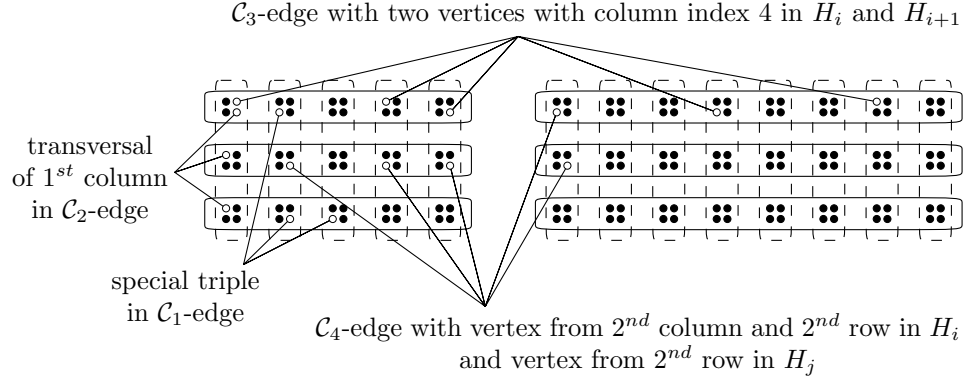 𝒞₃-edge with two vertices with column index 4 in Hᵢ and Hᵢ₊₁
transversal
of 1ˢᵗ column
in 𝒞₂-edge
special triple
in 𝒞₁-edge
𝒞₄-edge with vertex from 2ⁿᵈ column and 2ⁿᵈ row in Hᵢ
and vertex from 2ⁿᵈ row in Hⱼ